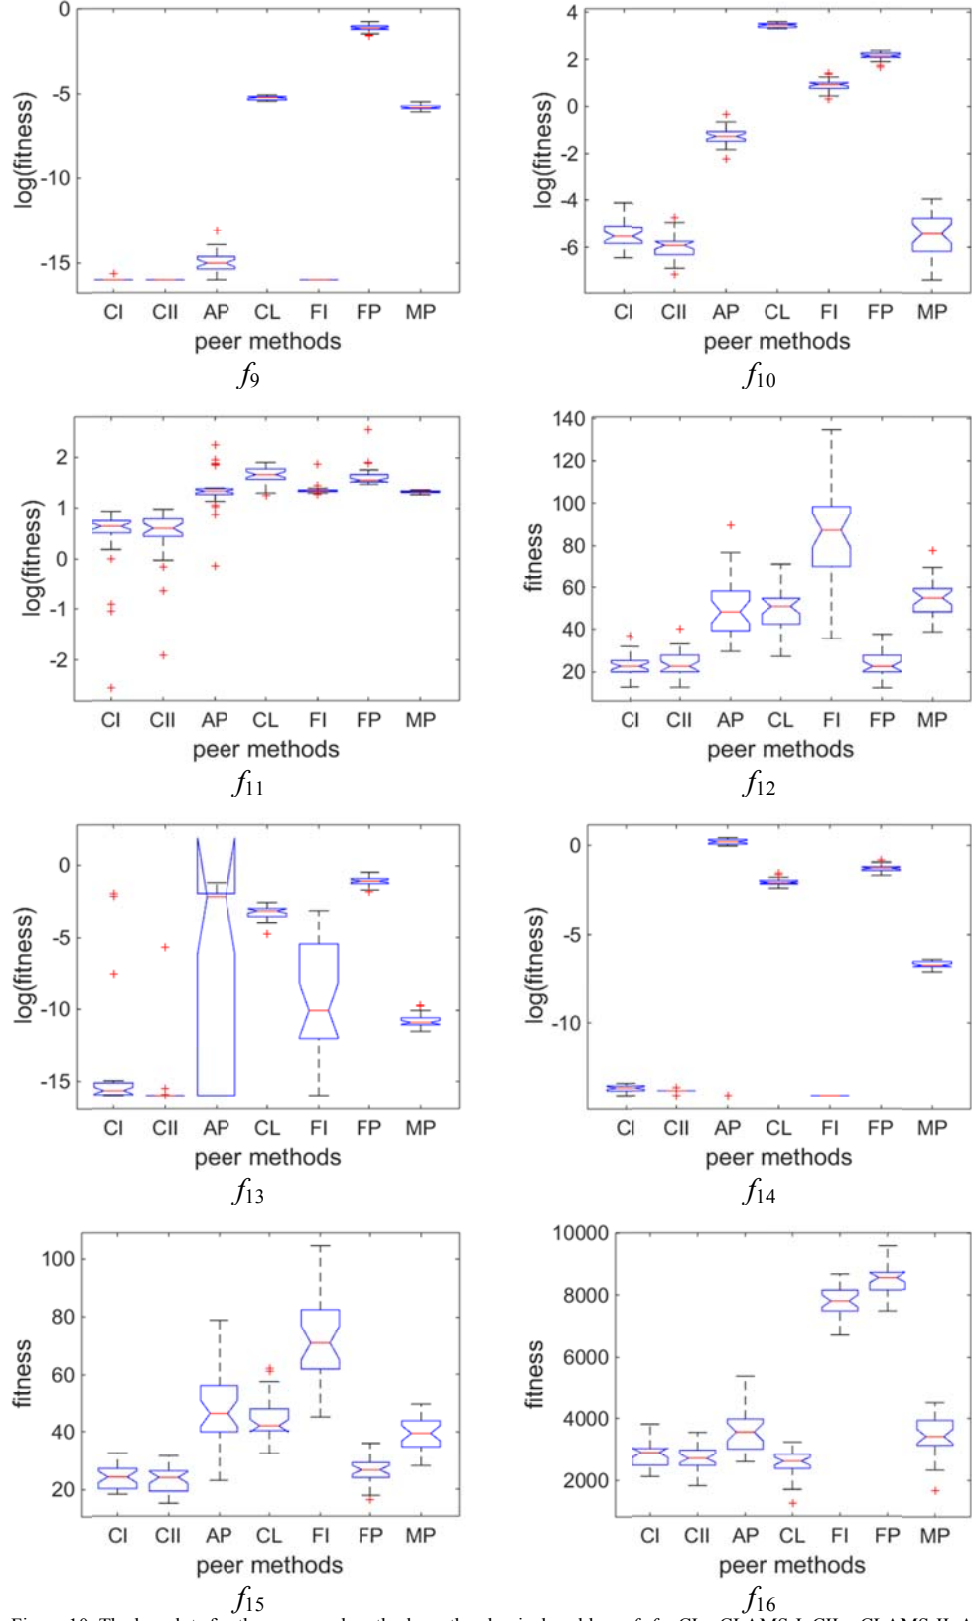 0
-5
-10
-15
log(fitness)
CI CII AP CL FI FP MP
peer methods
f9
4
2
0
-2
-4
-6
log(fitness)
CI CII AP CL FI FP MP
peer methods
f10
2
1
0
-1
-2
log(fitness)
CI CII AP CL FI FP MP
peer methods
f11
140
120
100
80
60
40
20
fitness
CI CII AP CL FI FP MP
peer methods
f12
0
-5
-10
-15
log(fitness)
CI CII AP CL FI FP MP
peer methods
f13
0
-5
-10
log(fitness)
CI CII AP CL FI FP MP
peer methods
f14
100
80
60
40
20
fitness
CI CII AP CL FI FP MP
peer methods
f15
10000
8000
6000
4000
2000
fitness
CI CII AP CL FI FP MP
peer methods
f16